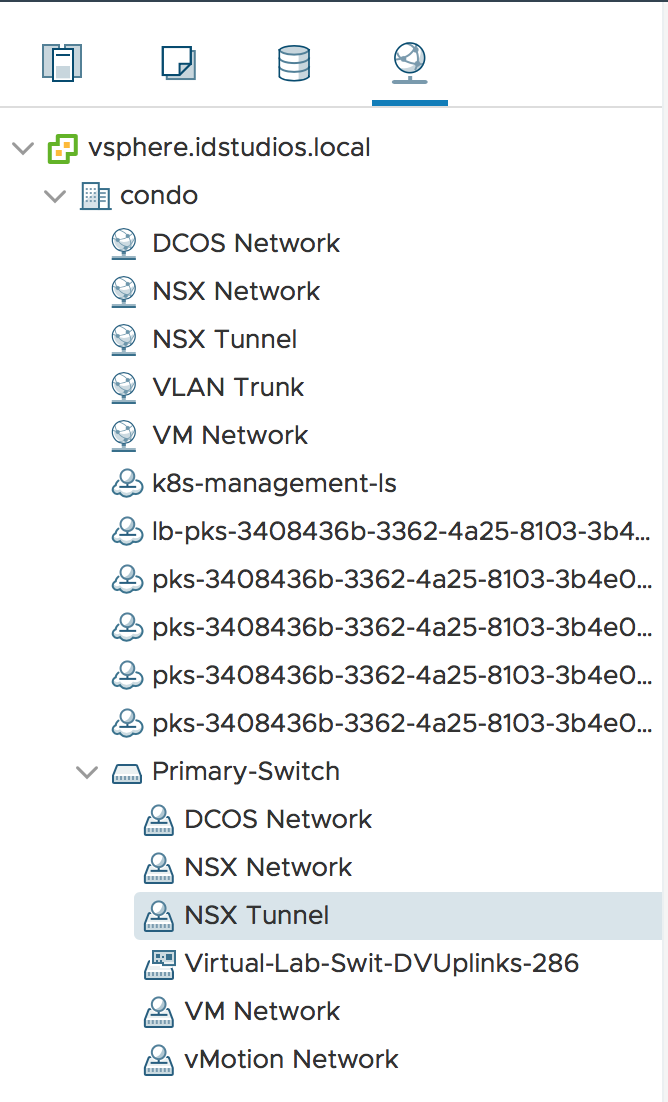 vsphere.idstudios.local
condo
DCOS Network
NSX Network
NSX Tunnel
VLAN Trunk
VM Network
k8s-management-ls
lb-pks-3408436b-3362-4a25-8103-3b4...
pks-3408436b-3362-4a25-8103-3b4e0...
pks-3408436b-3362-4a25-8103-3b4e0...
pks-3408436b-3362-4a25-8103-3b4e0...
pks-3408436b-3362-4a25-8103-3b4e0...
Primary-Switch
DCOS Network
NSX Network
NSX Tunnel
Virtual-Lab-Swit-DVUplinks-286
VM Network
vMotion Network